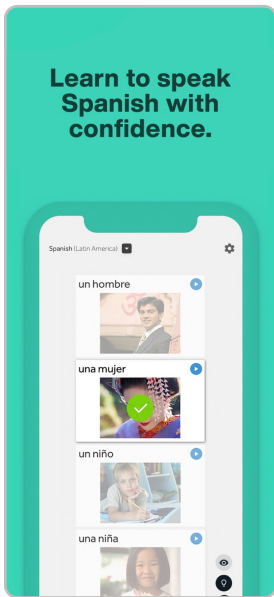 Learn to speak
Spanish with
confidence.
Spanish (Latin America)
un hombre
una mujer
un niño
una niña